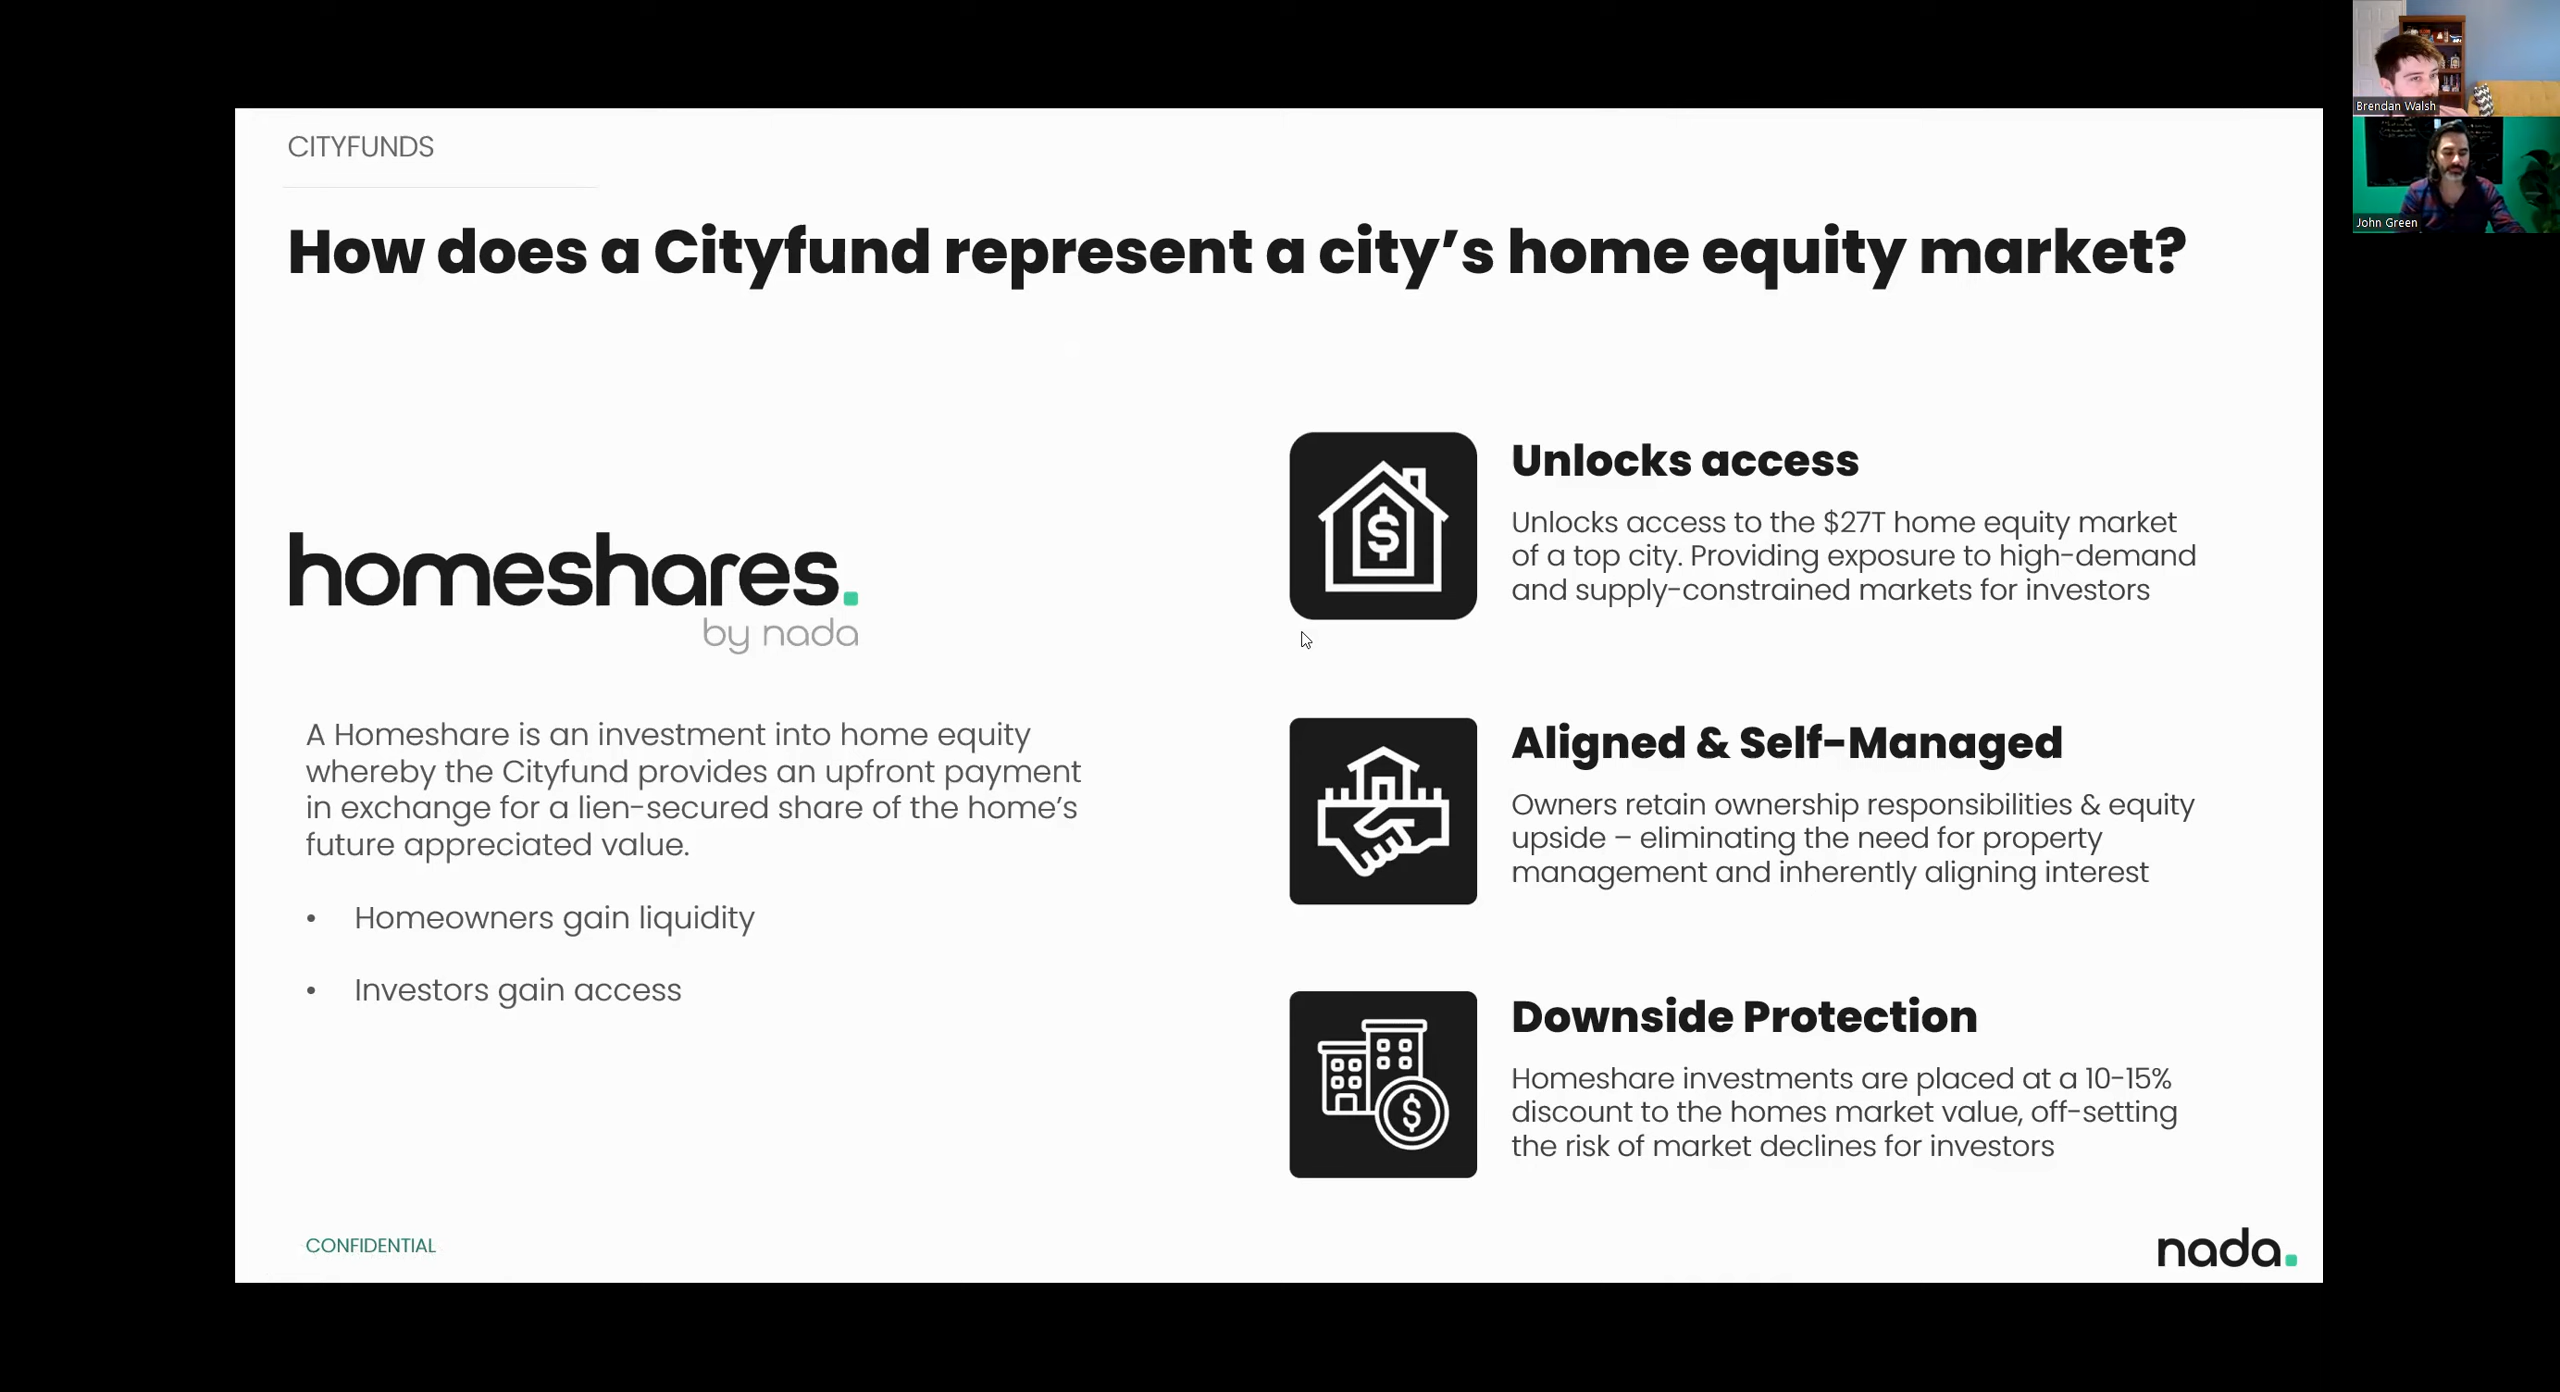 CITYFUNDS
How does a Cityfund represent a city’s home equity market?
homeshares.
by nada
A Homeshare is an investment into home equity
whereby the Cityfund provides an upfront payment
in exchange for a lien-secured share of the home’s
future appreciated value.
• Homeowners gain liquidity
• Investors gain access
$
Unlocks access
Unlocks access to the $27T home equity market
of a top city. Providing exposure to high-demand
and supply-constrained markets for investors
Aligned & Self-Managed
Owners retain ownership responsibilities & equity
upside – eliminating the need for property
management and inherently aligning interest
$
Downside Protection
Homeshare investments are placed at a 10-15%
discount to the homes market value, off-setting
the risk of market declines for investors
CONFIDENTIAL
nada.
Brendan Walsh
John Green